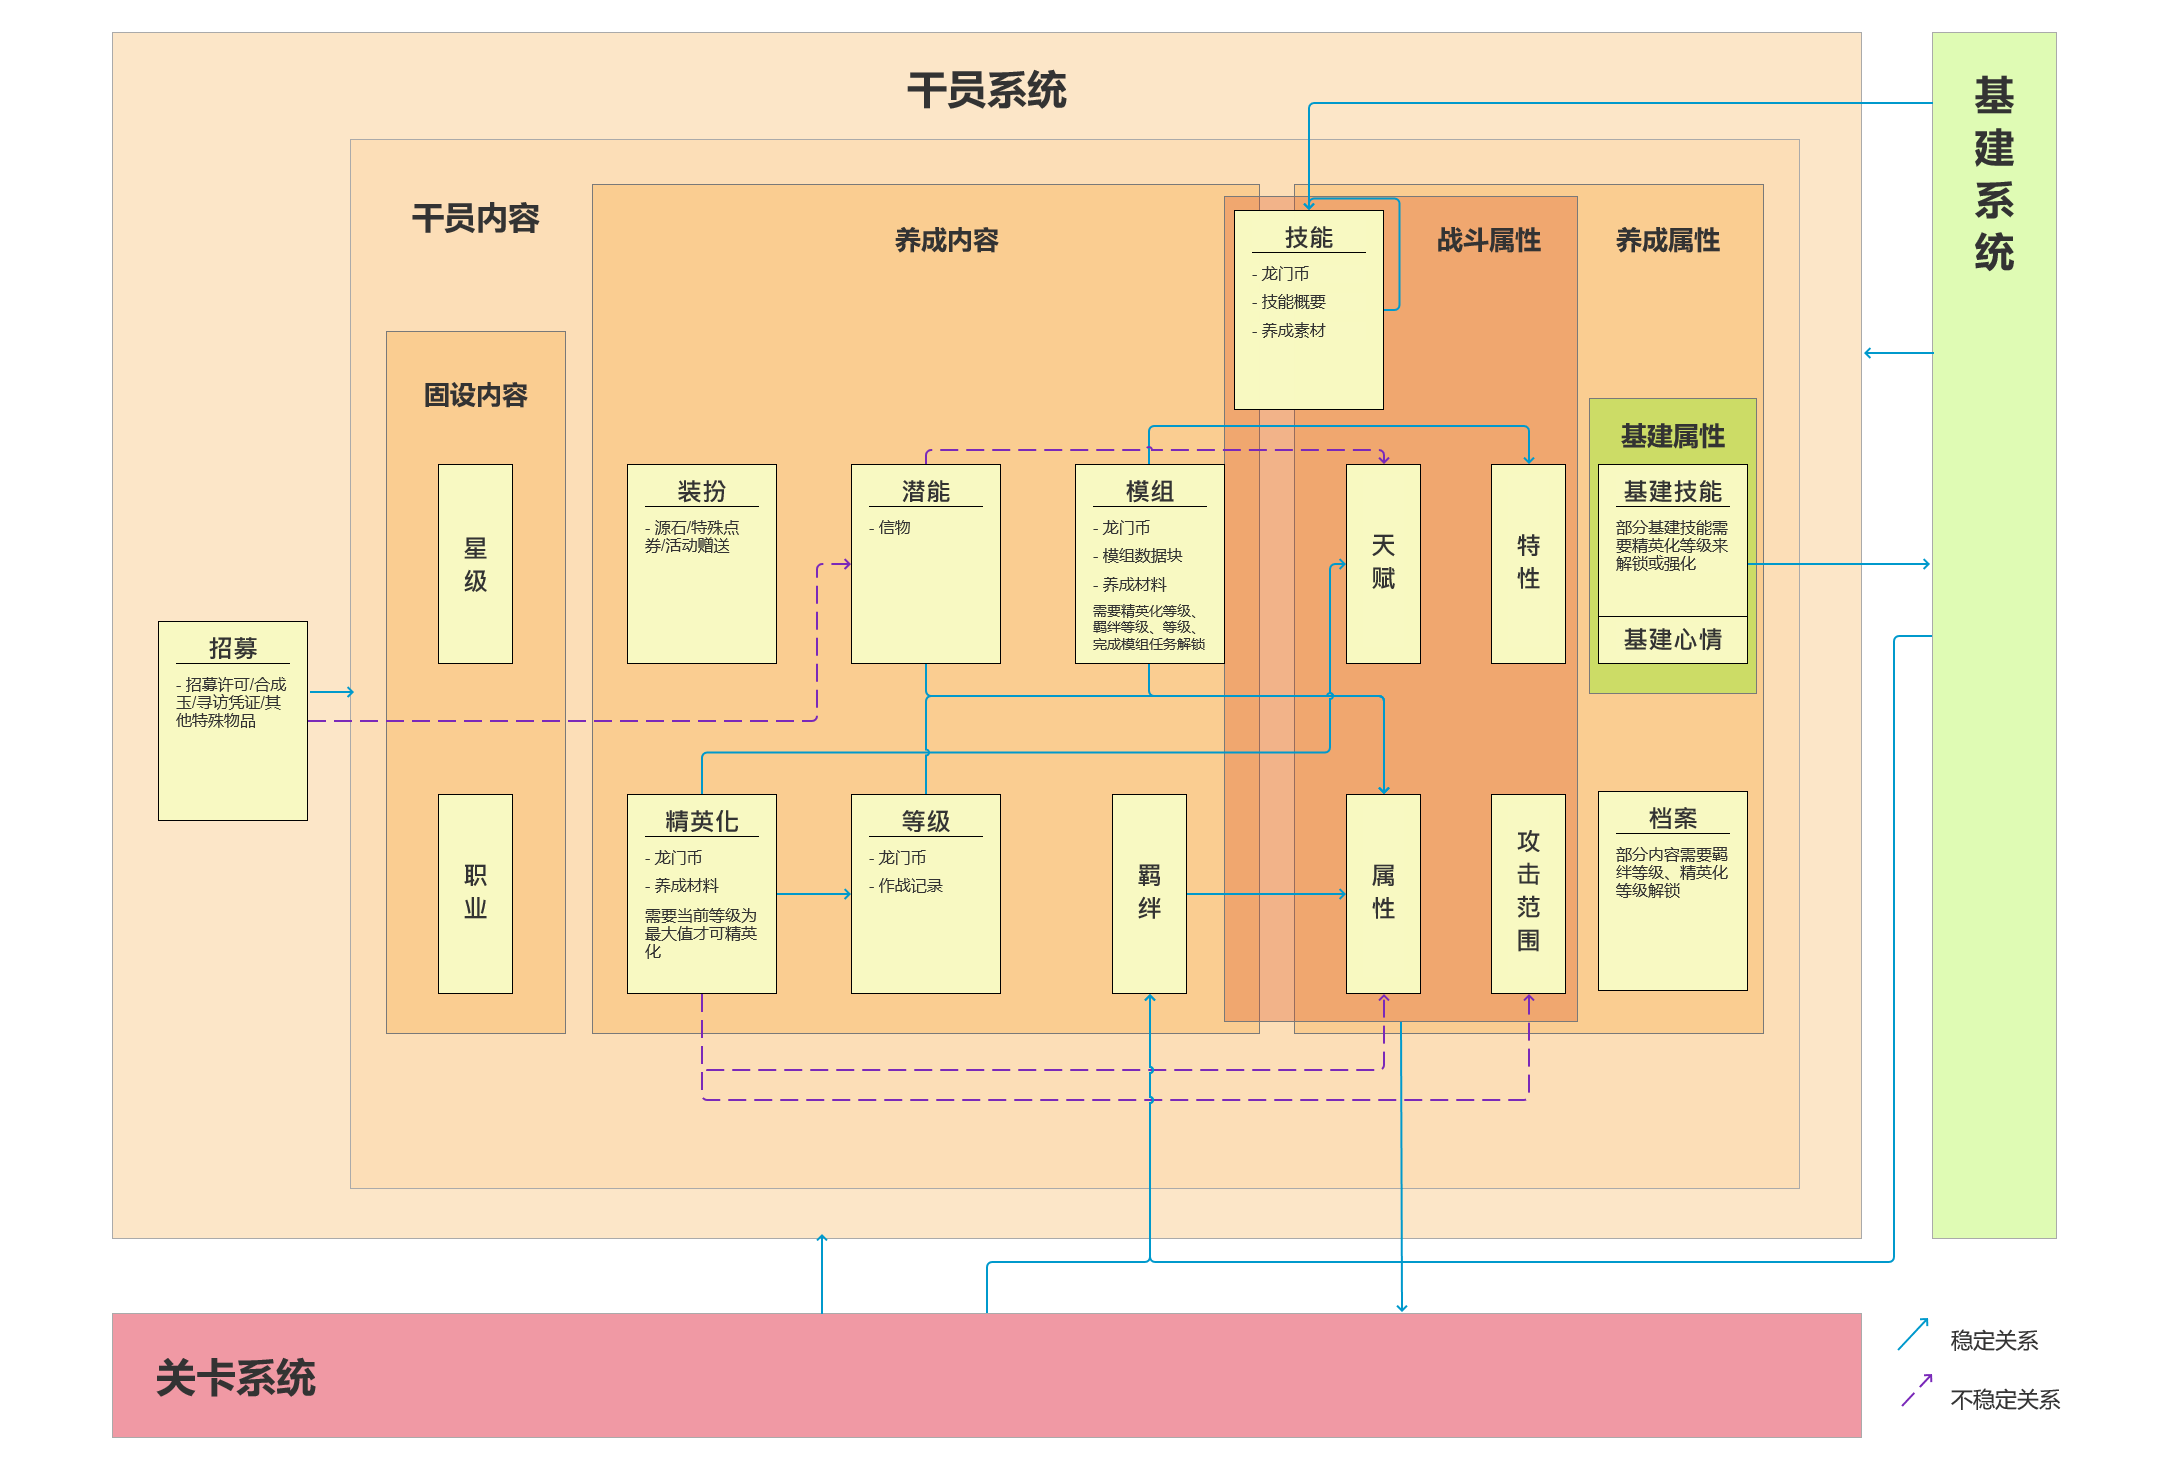 干员系统
基
建
系
统
干员内容
养成内容
技能
- 龙门币
- 技能概要
- 养成素材
战斗属性
养成属性
固设内容
星
级
职
业
装扮
- 源石/特殊点
券/活动赠送
潜能
- 信物
模组
- 龙门币
- 模组数据块
- 养成材料
需要精英化等级、
羁绊等级、等级、
完成模组任务解锁
天
赋
特
性
基建属性
基建技能
部分基建技能需
要精英化等级来
解锁或强化
基建心情
招募
- 招募许可/合成
玉/寻访凭证/其
他特殊物品
精英化
- 龙门币
- 养成材料
需要当前等级为
最大值才可精英
化
等级
- 龙门币
- 作战记录
羁
绊
属
性
攻
击
范
围
档案
部分内容需要羁
绊等级、精英化
等级解锁
关卡系统
稳定关系
不稳定关系